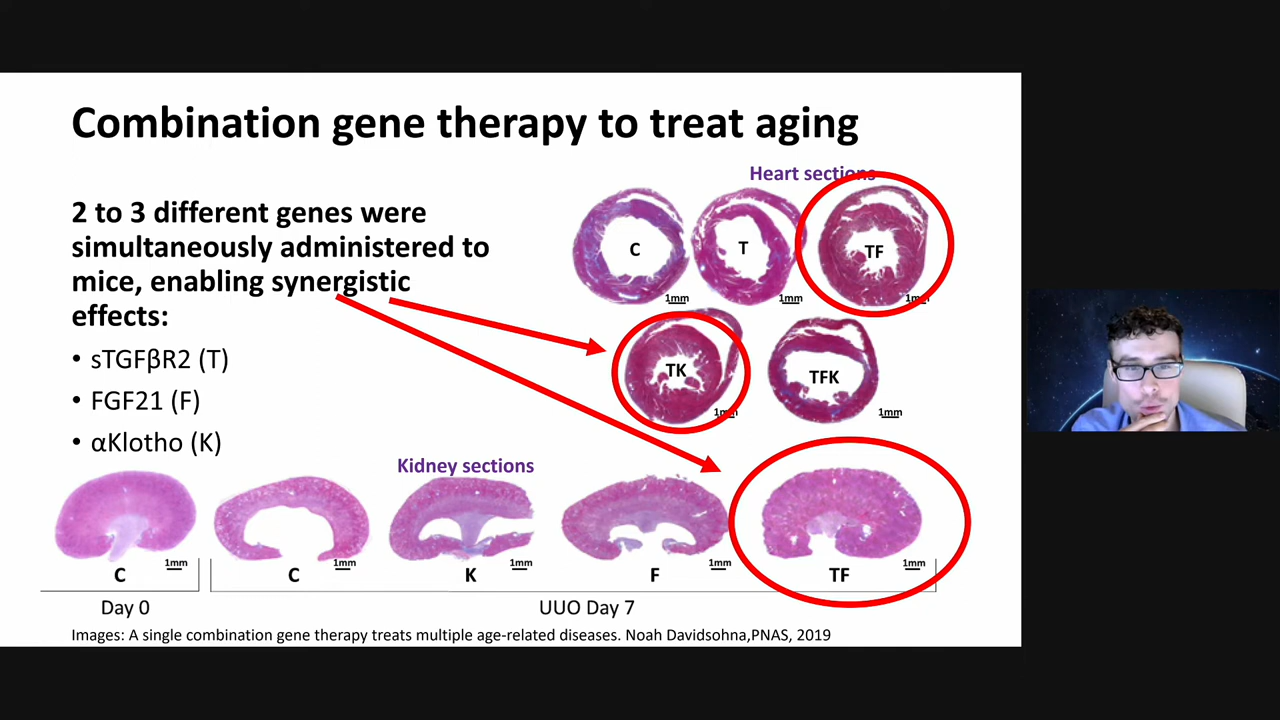 Combination gene therapy to treat aging
2 to 3 different genes were
simultaneously administered to
mice, enabling synergistic
effects:
• sTGFβR2 (T)
• FGF21 (F)
• αKlotho (K)
Heart sections
C
1mm
T
1mm
TF
1mm
TK
1mm
TFK
1mm
Kidney sections
1mm
1mm
1mm
1mm
1mm
C
C
K
F
TF
Day 0
UUO Day 7
Images: A single combination gene therapy treats multiple age-related diseases. Noah Davidsohna,PNAS, 2019